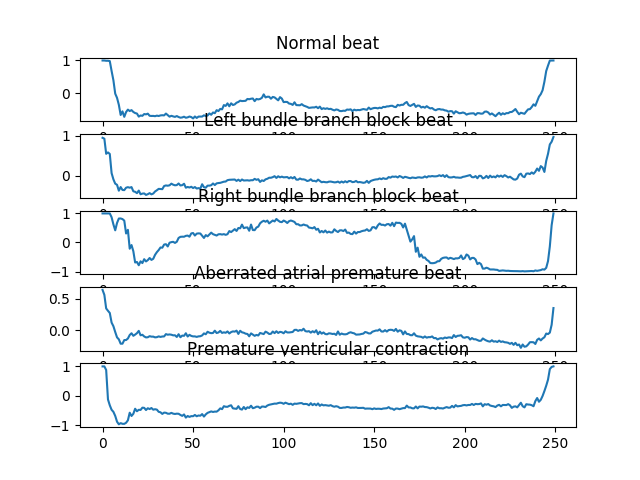 Normal beat
1
0
0 50 100 150 200 250
Left bundle branch block beat
1
0
Right bundle branch block beat
1
0
−1
Aberrated atrial premature beat
0.5
0.0
Premature ventricular contraction
1
0
−1
0 50 100 150 200 250